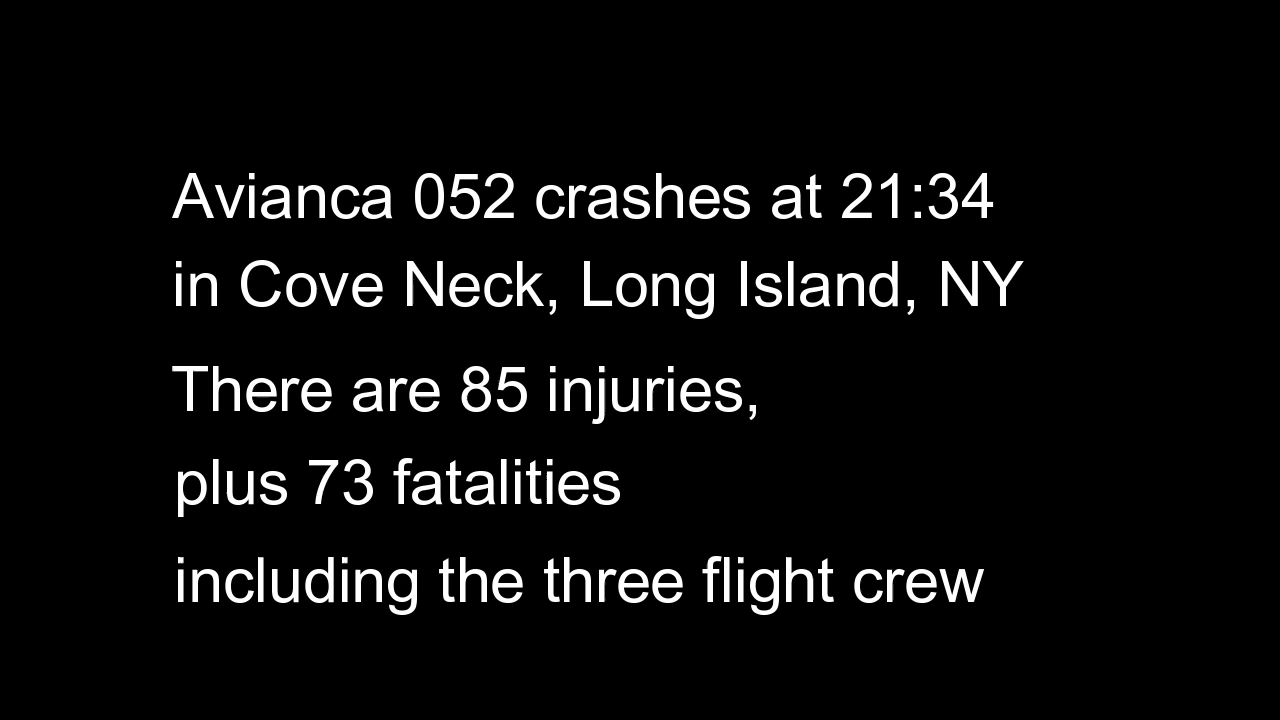 Avianca 052 crashes at 21:34
in Cove Neck, Long Island, NY
There are 85 injuries,
plus 73 fatalities
including the three flight crew